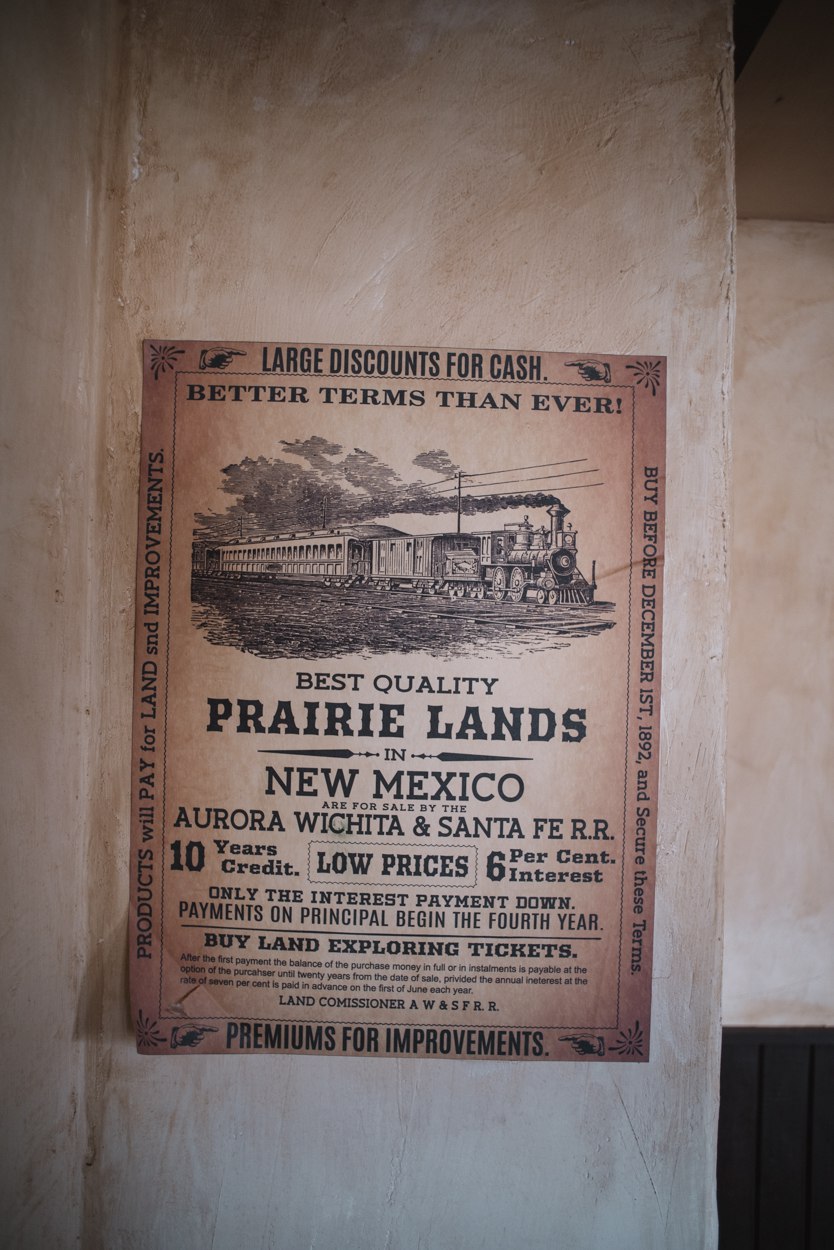 LARGE DISCOUNTS FOR CASH.
BETTER TERMS THAN EVER!
PRODUCTS will PAY for LAND snd IMPROVEMENTS.
BUY BEFORE DECEMBER 1ST, 1892, and Secure these Terms.
BEST QUALITY
PRAIRIE LANDS
IN
NEW MEXICO
ARE FOR SALE BY THE
AURORA WICHITA & SANTA FE R.R.
10 Years Credit.
LOW PRICES
6 Per Cent. Interest
ONLY THE INTEREST PAYMENT DOWN.
PAYMENTS ON PRINCIPAL BEGIN THE FOURTH YEAR.
BUY LAND EXPLORING TICKETS.
After the first payment the balance of the purchase money in full or in instalments is payable at the
option of the purcahser until twenty years from the date of sale, privided the annual ineterest at the
rate of seven per cent is paid in advance on the first of June each year.
LAND COMISSIONER A W & S F R. R.
PREMIUMS FOR IMPROVEMENTS.